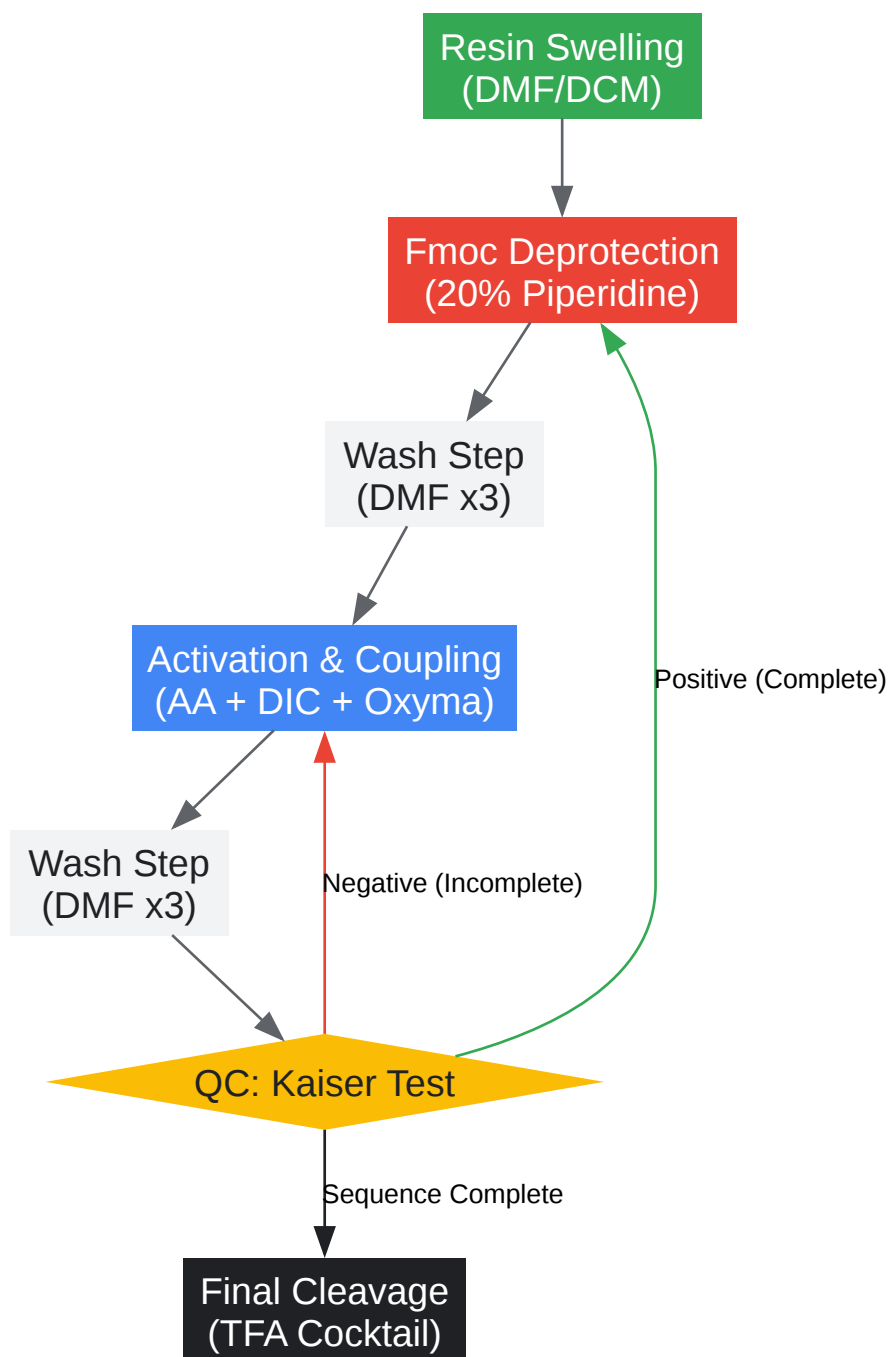 Resin Swelling
(DMF/DCM)
Fmoc Deprotection
(20% Piperidine)
Wash Step
(DMF x3)
Activation & Coupling
(AA + DIC + Oxyma)
Positive (Complete)
Wash Step
(DMF x3)
Negative (Incomplete)
QC: Kaiser Test
Sequence Complete
Final Cleavage
(TFA Cocktail)